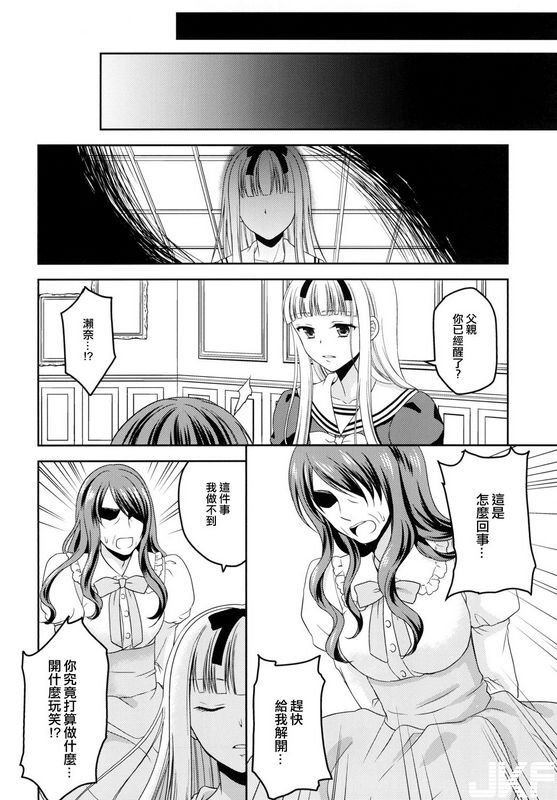 父親
你已經醒了?
瀨奈…!?
這是
怎麼回事…
趕快
給我解開…
這件事
我做不到
你究竟打算做什麼…
開什麼玩笑!?
JKF